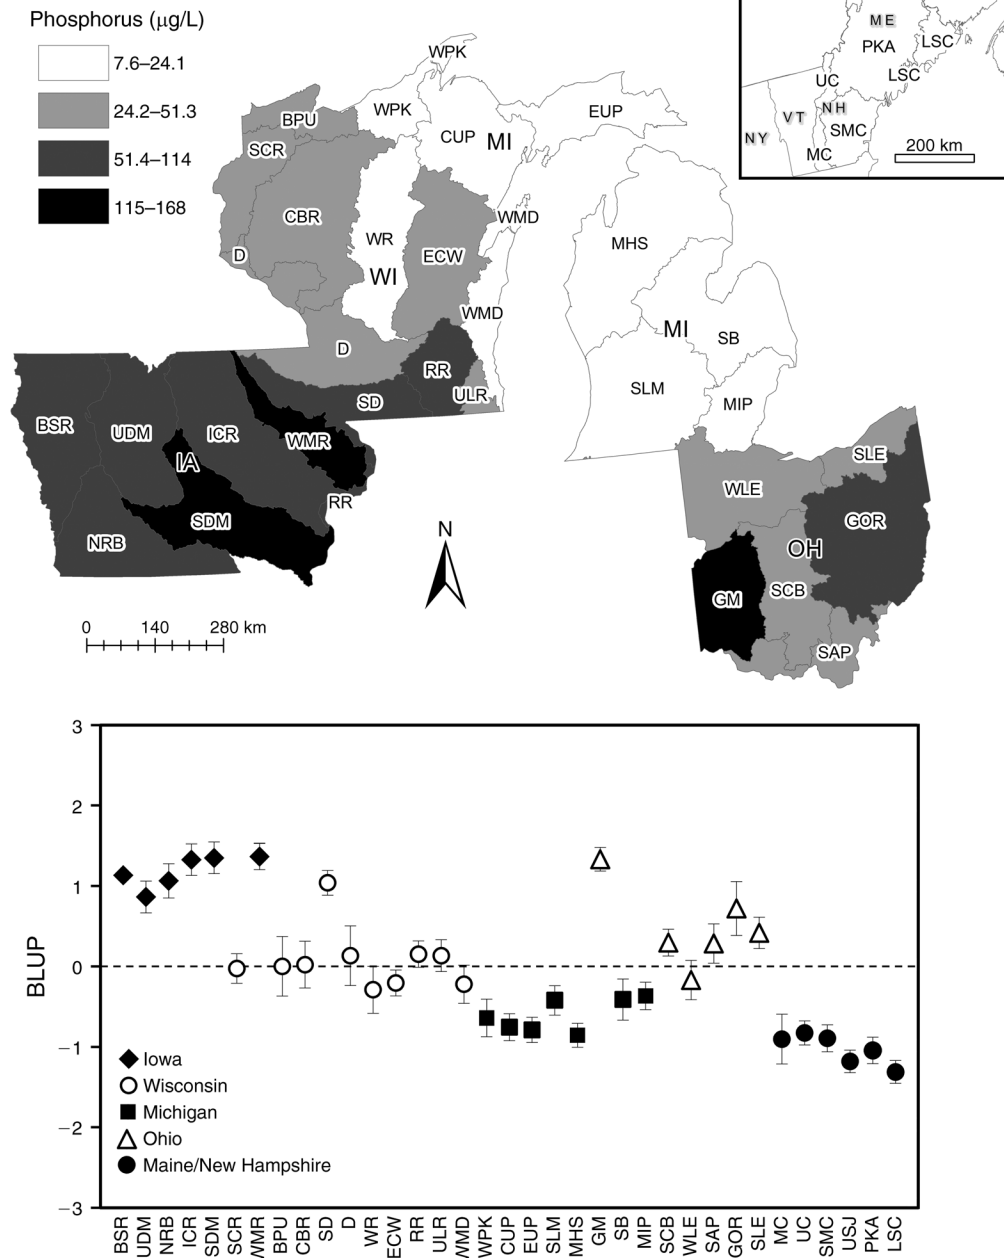 Phosphorus (µg/L)
7.6–24.1
24.2–51.3
51.4–114
115–168
WPK
WPK
BPU
SCR
CUP
MI
EUP
CBR
WR
WI
ECW
WMD
D
WMD
D
RR
ULR
SD
MHS
MI
SB
SLM
MIP
BSR
UDM
ICR
WMR
IA
RR
SDM
NRB
N
0 140 280 km
SLE
WLE
GOR
OH
GM
SCB
SAP
ME
PKA
LSC
LSC
UC
NH
VT
SMC
NY
MC
200 km
3
2
1
0
−1
−2
−3
BLUP
Iowa
Wisconsin
Michigan
Ohio
Maine/New Hampshire
BSR UDM NRB ICR SDM SCR WMR BPU CBR SD D WR ECW RR ULR WMD WPK CUP EUP SLM MHS GM SB MIP SCB WLE SAP GOR SLE MC UC SMC USJ PKA LSC